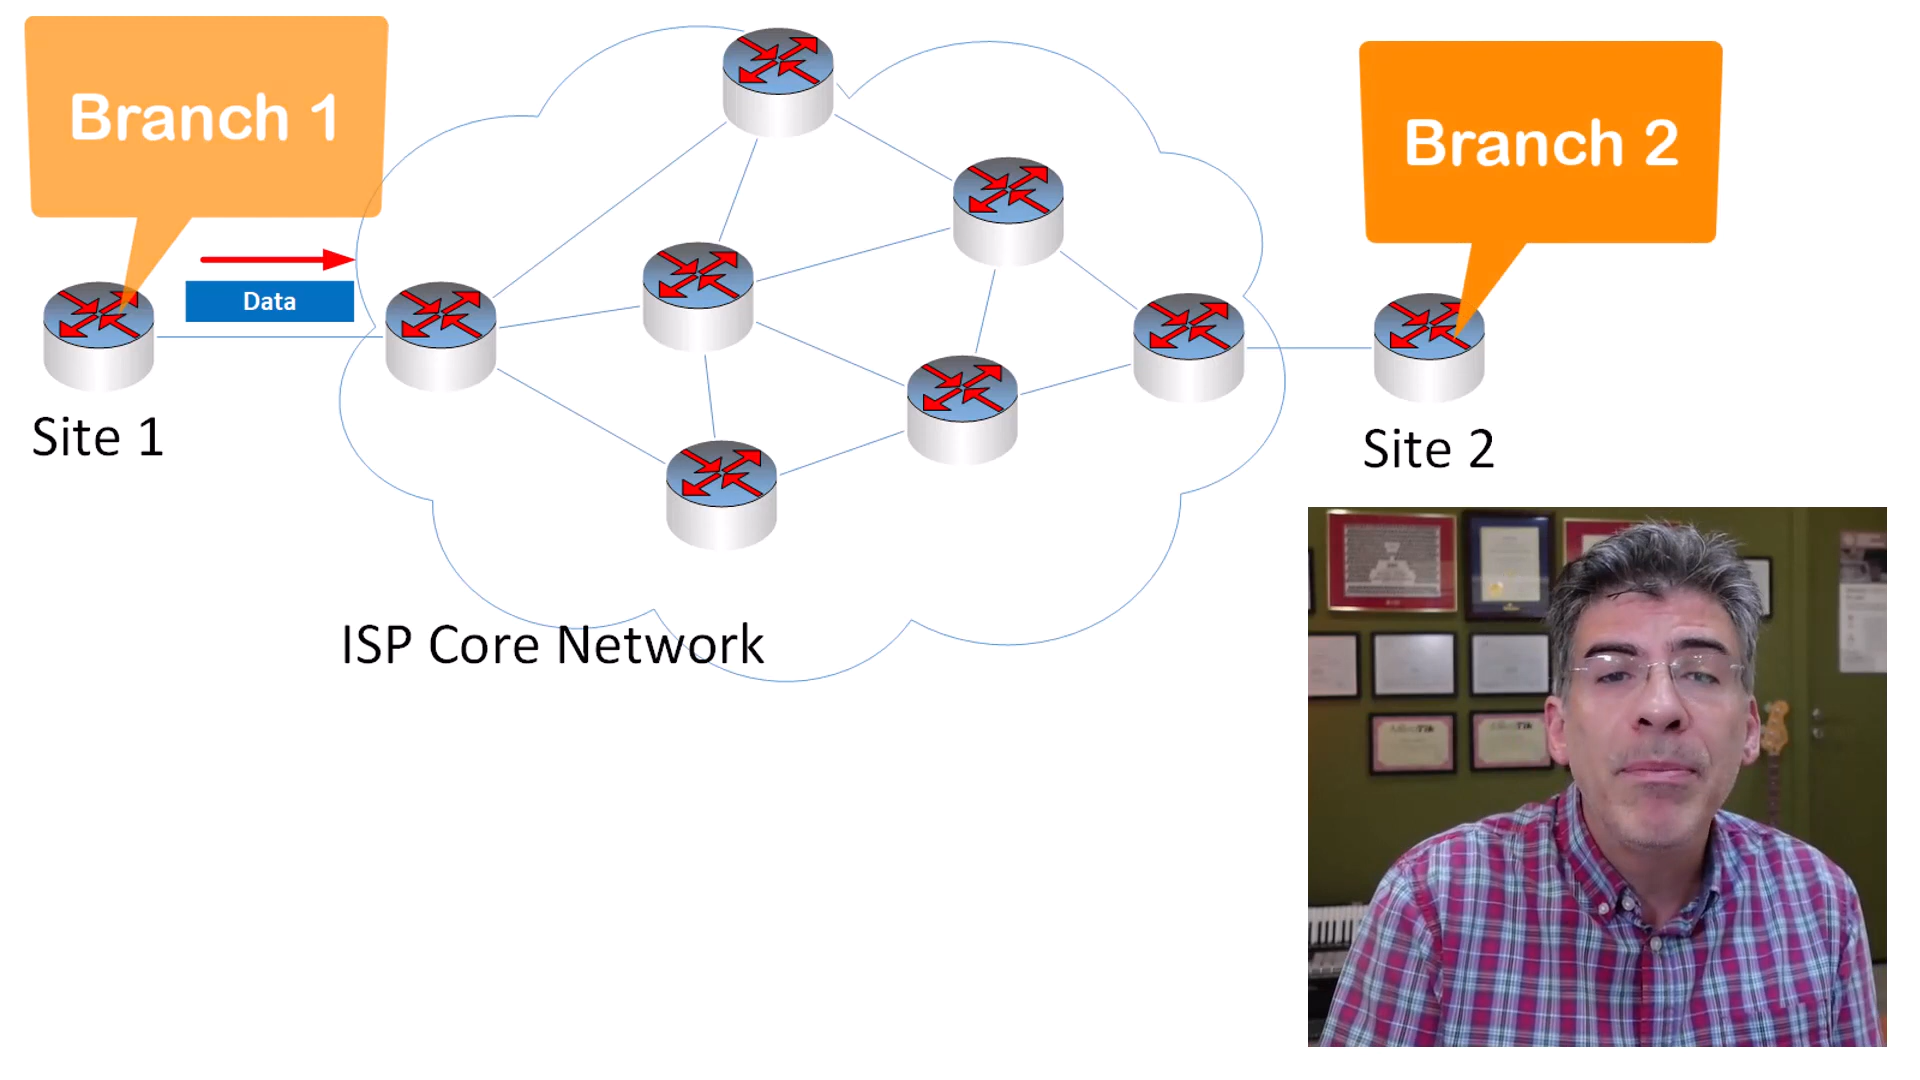 Branch 1
Branch 2
Data
Site 1
Site 2
ISP Core Network